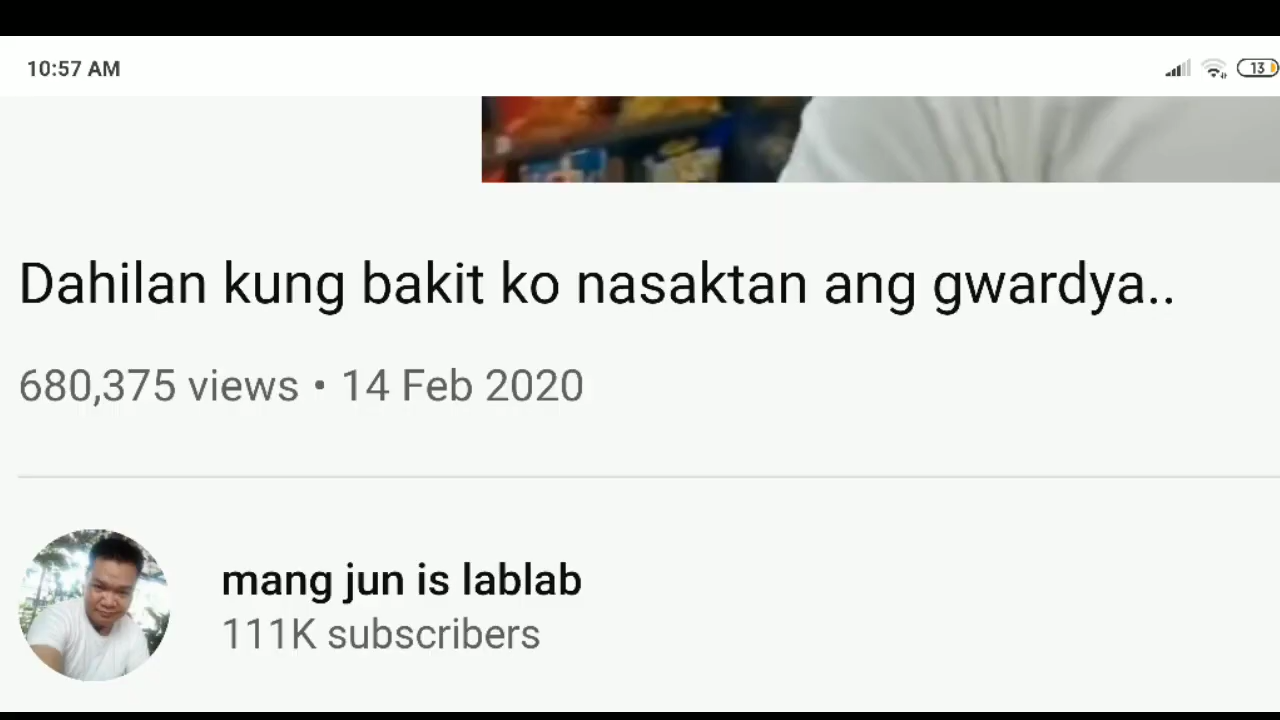 10:57 AM
13
Dahilan kung bakit ko nasaktan ang gwardya..
680,375 views • 14 Feb 2020
mang jun is lablab
111K subscribers